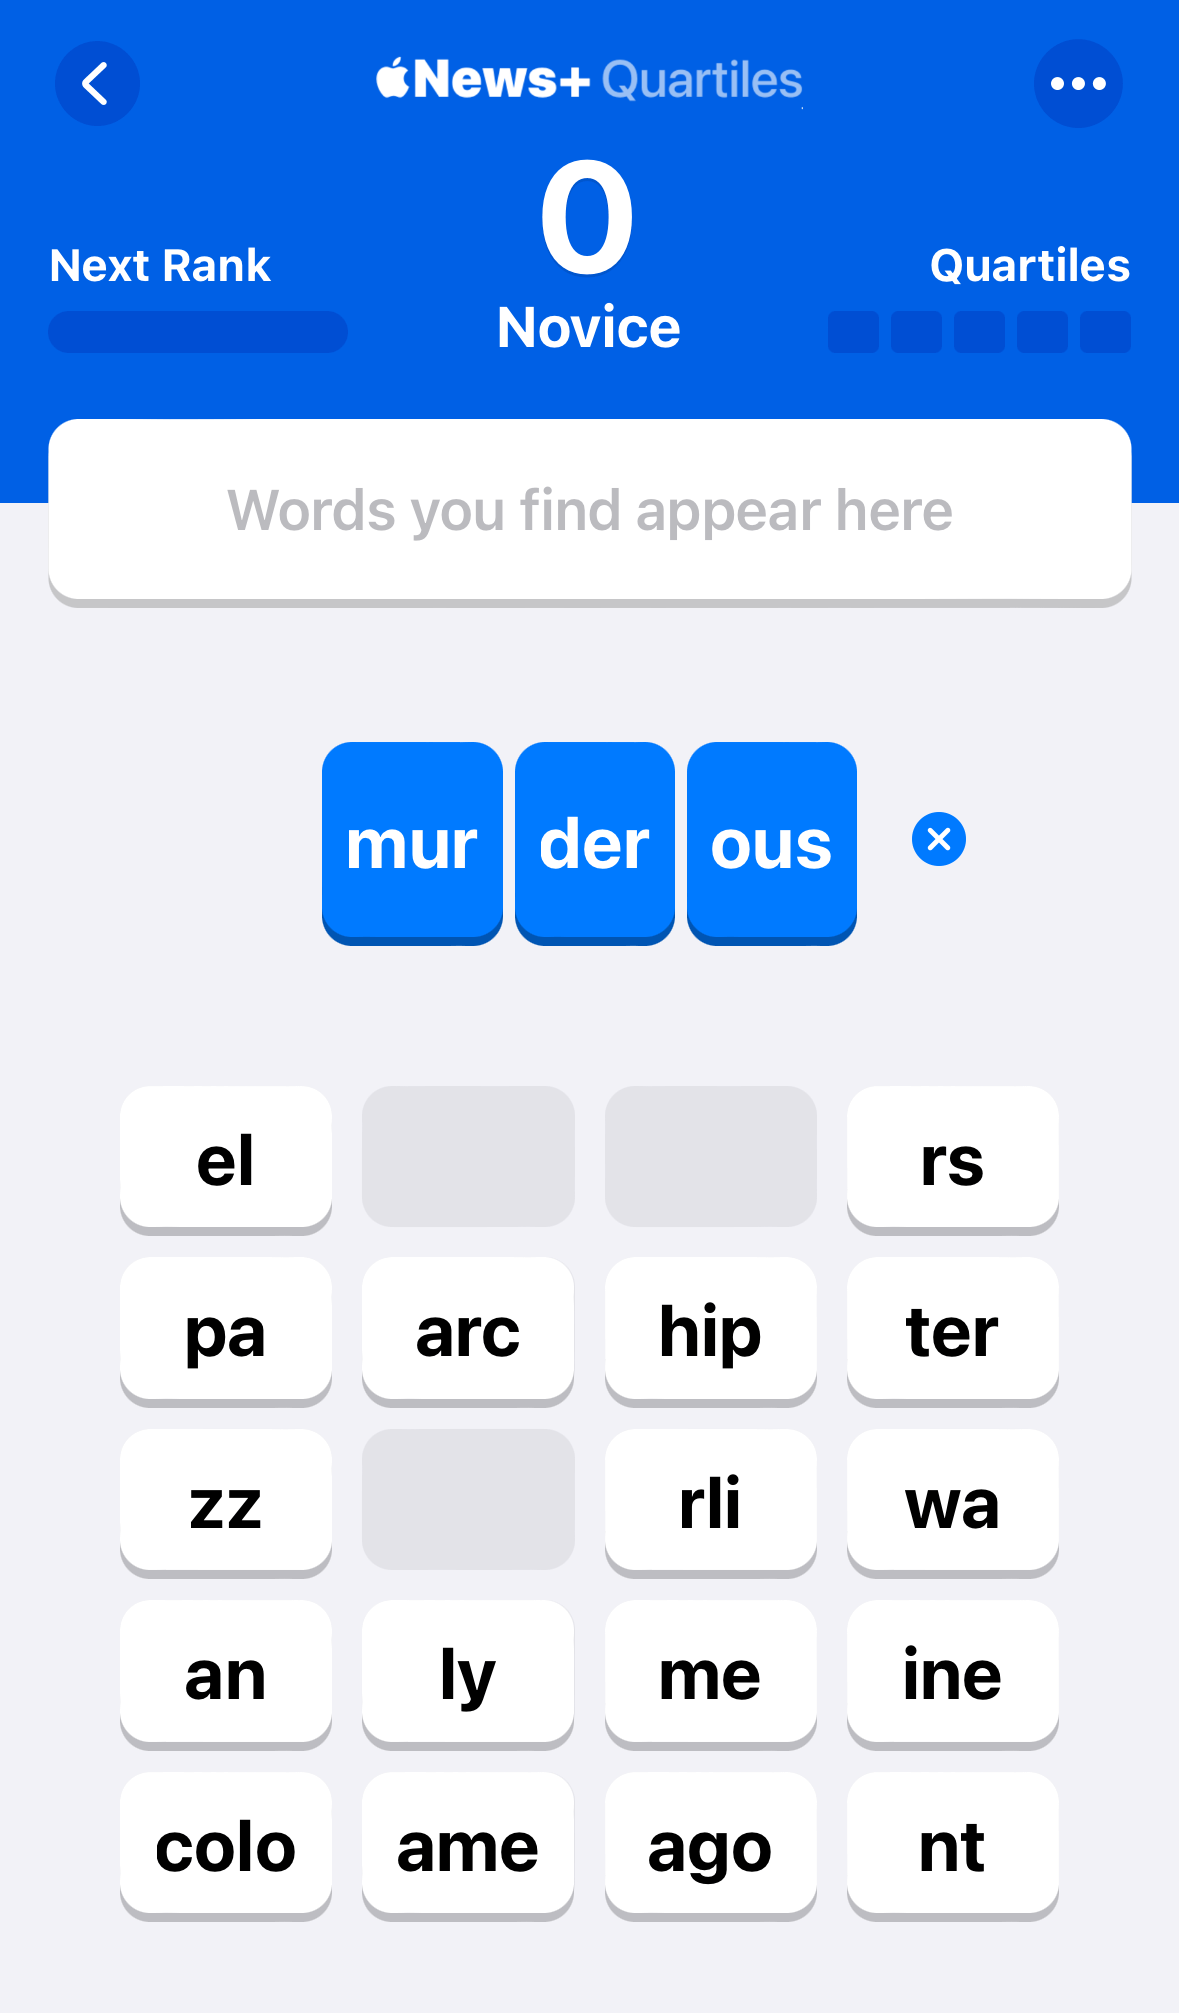 News+ Quartiles
0
Next Rank
Novice
Quartiles
Words you find appear here
mur der ous
el rs
pa arc hip ter
zz rli wa
an ly me ine
colo ame ago nt